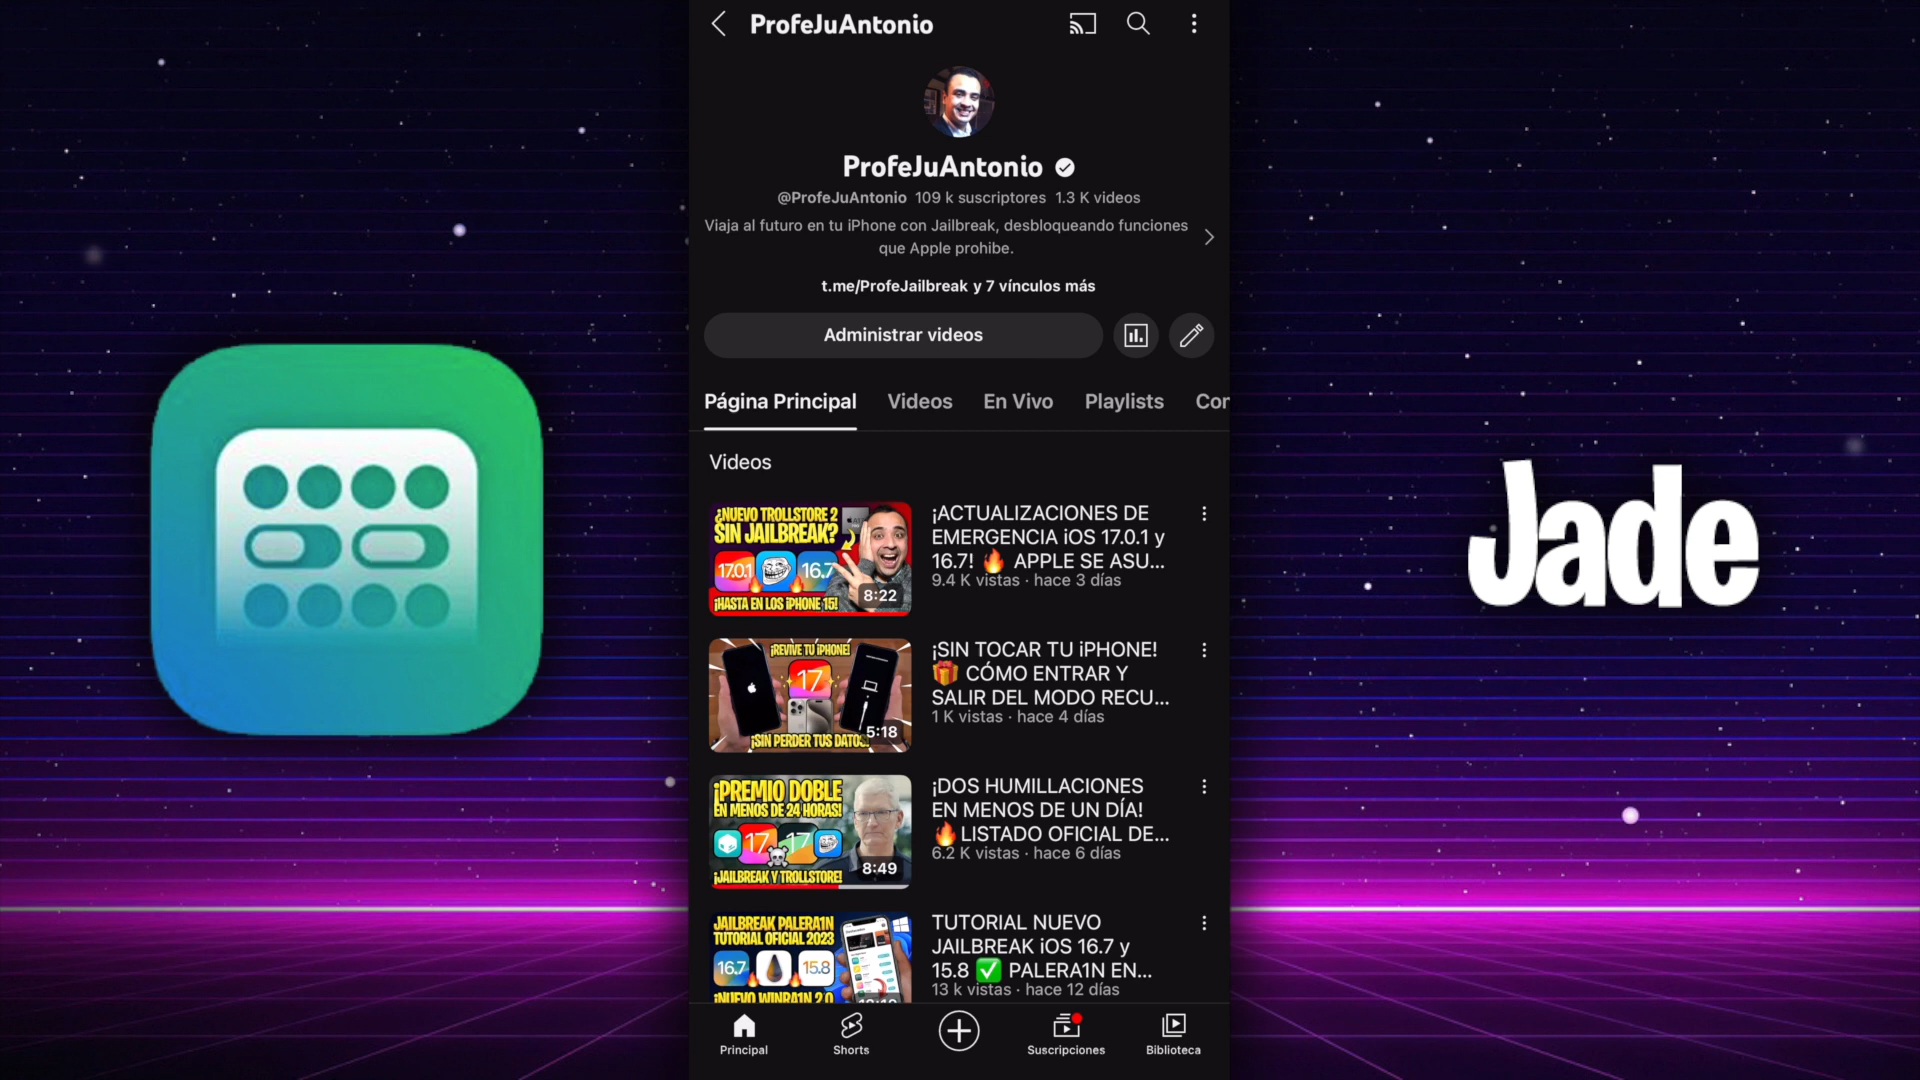 ProfeJuAntonio
ProfeJuAntonio
@ProfeJuAntonio 109 k suscriptores 1.3 K videos
Viaja al futuro en tu iPhone con Jailbreak, desbloqueando funciones
que Apple prohibe.
t.me/ProfeJailbreak y 7 vínculos más
Administrar videos
Página Principal Videos En Vivo Playlists Cor
Videos
¿NUEVO TROLLSTORE 2
SIN JAILBREAK?
17.0.1 16.7
¡HASTA EN LOS iPHONE 15!
8:22
¡ACTUALIZACIONES DE
EMERGENCIA iOS 17.0.1 y
16.7! 🔥 APPLE SE ASU...
9.4 K vistas · hace 3 días
¡REVIVE TU iPHONE!
17
¡SIN PERDER TUS DATOS!
5:18
¡SIN TOCAR TU iPHONE!
🎁 CÓMO ENTRAR Y
SALIR DEL MODO RECU...
1 K vistas · hace 4 días
¡PREMIO DOBLE
EN MENOS DE 24 HORAS!
17 17
¡JAILBREAK Y TROLLSTORE!
8:49
¡DOS HUMILLACIONES
EN MENOS DE UN DÍA!
🔥 LISTADO OFICIAL DE...
6.2 K vistas · hace 6 días
JAILBREAK PALERA1N
TUTORIAL OFICIAL 2023
16.7 15.8
¡NUEVO WINRA1N 2.0
TUTORIAL NUEVO
JAILBREAK iOS 16.7 y
15.8 ✅ PALERA1N EN...
13 k vistas · hace 12 días
Principal Shorts Suscripciones Biblioteca
Jade